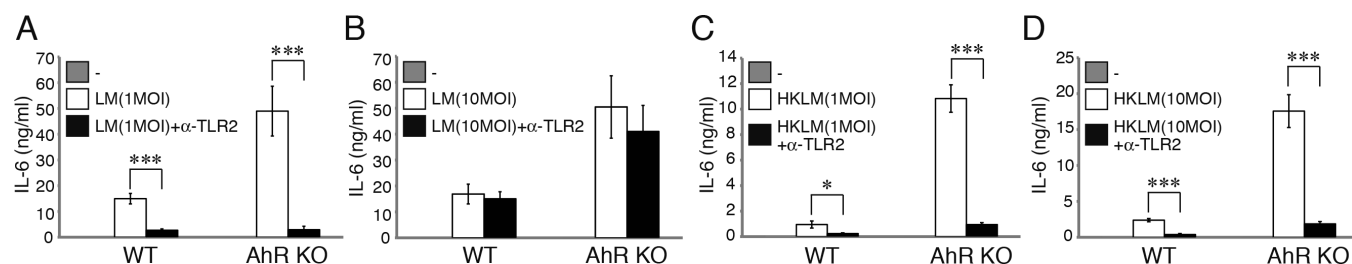 A
IL-6 (ng/ml)
70
60
50
40
30
20
10
0
-
LM(1MOI)
LM(1MOI)+α-TLR2
***
***
WT
AhR KO
B
IL-6 (ng/ml)
70
60
50
40
30
20
10
0
-
LM(10MOI)
LM(10MOI)+α-TLR2
WT
AhR KO
C
IL-6 (ng/ml)
14
12
10
8
6
4
2
0
-
HKLM(1MOI)
HKLM(1MOI)
+α-TLR2
*
***
WT
AhR KO
D
IL-6 (ng/ml)
25
20
15
10
5
0
-
HKLM(10MOI)
HKLM(10MOI)
+α-TLR2
***
***
WT
AhR KO